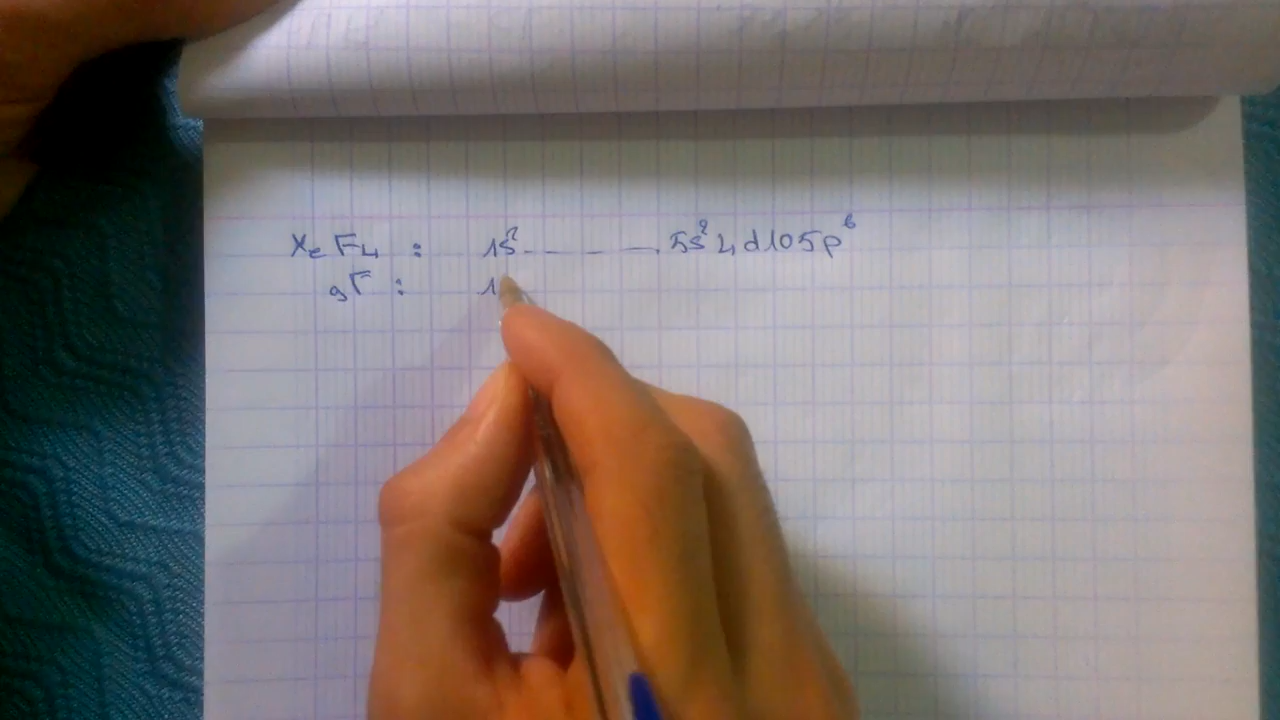 XeF₄ : 1s² - - - - - 5s² 4d10 5p⁶
₉F : 1